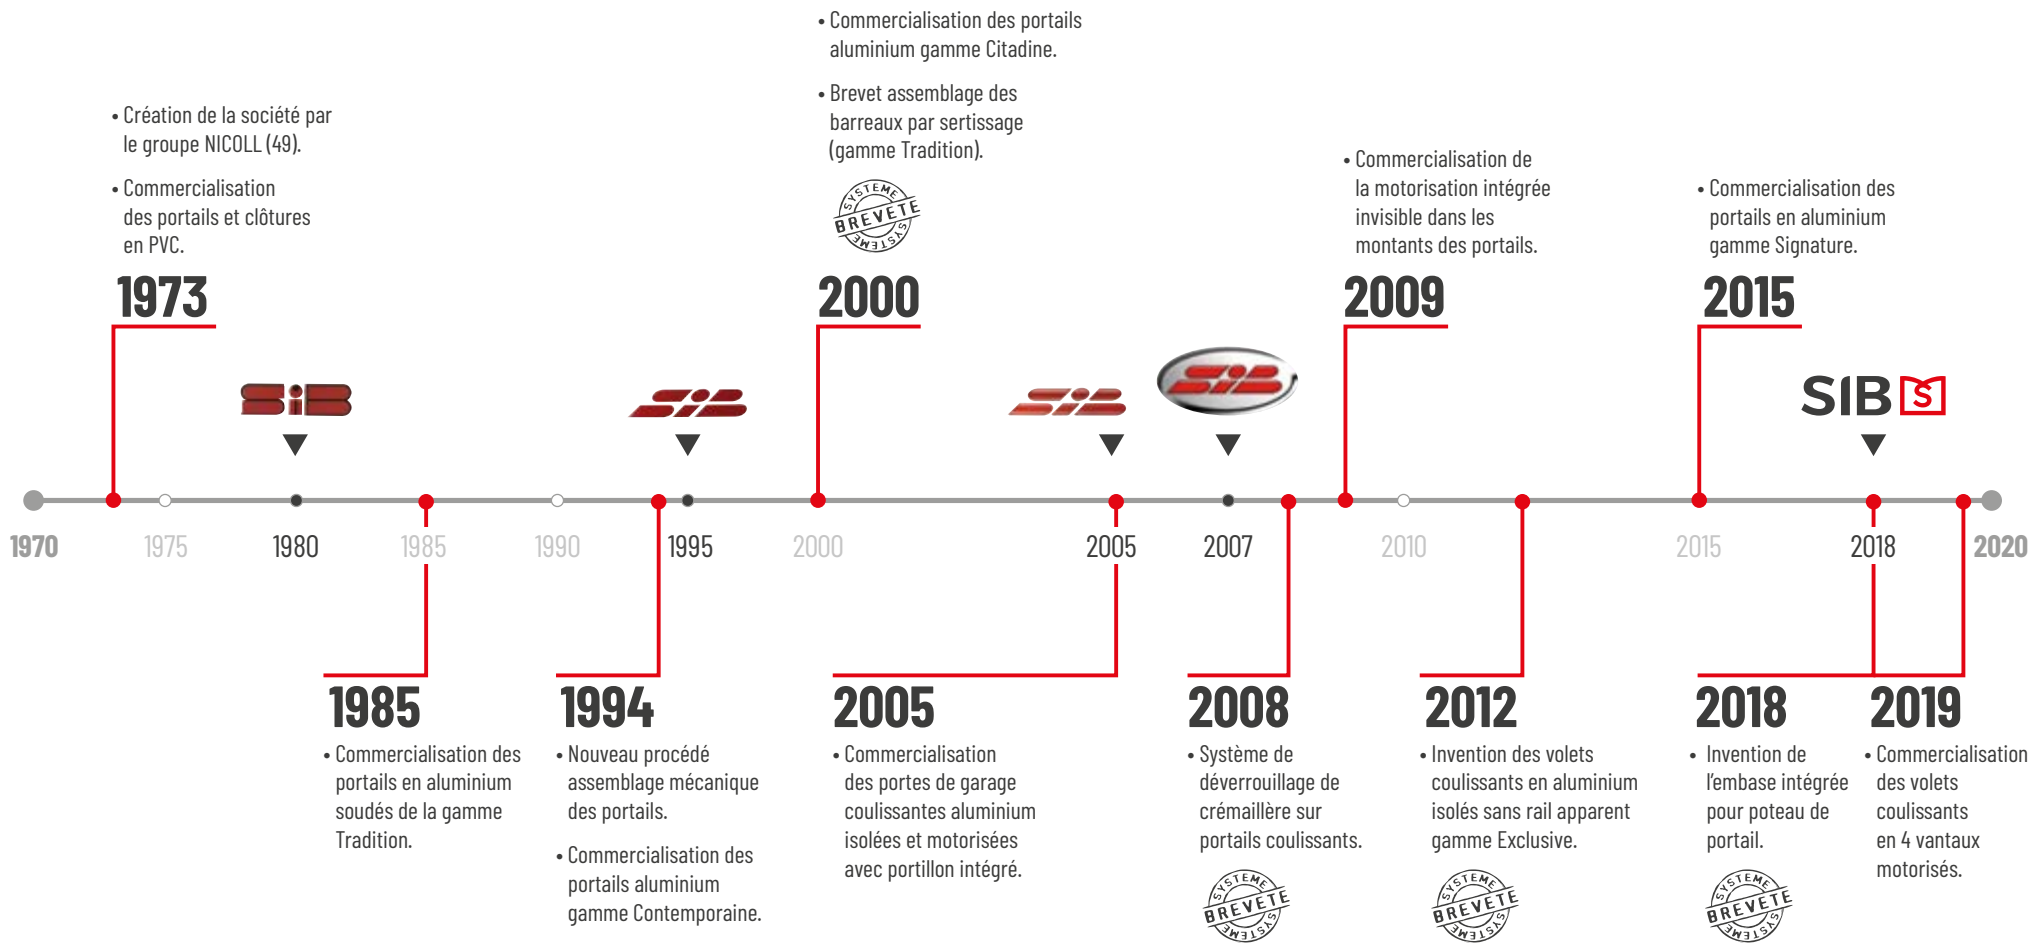 • Création de la société par
le groupe NICOLL (49).
• Commercialisation
des portails et clôtures
en PVC.
1973
• Commercialisation des portails
aluminium gamme Citadine.
• Brevet assemblage des
barreaux par sertissage
(gamme Tradition).
SYSTEME
BREVETE
SYSTEME
2000
• Commercialisation de
la motorisation intégrée
invisible dans les
montants des portails.
2009
• Commercialisation des
portails en aluminium
gamme Signature.
2015
SiB
SiB
SiB
SiB
SIB S
1970
1975
1980
1985
1990
1995
2000
2005
2007
2010
2015
2018
2020
1985
• Commercialisation des
portails en aluminium
soudés de la gamme
Tradition.
1994
• Nouveau procédé
assemblage mécanique
des portails.
• Commercialisation des
portails aluminium
gamme Contemporaine.
2005
• Commercialisation
des portes de garage
coulissantes aluminium
isolées et motorisées
avec portillon intégré.
2008
• Système de
déverrouillage de
crémaillère sur
portails coulissants.
SYSTEME
BREVETE
SYSTEME
2012
• Invention des volets
coulissants en aluminium
isolés sans rail apparent
gamme Exclusive.
SYSTEME
BREVETE
SYSTEME
2018
• Invention de
l'embase intégrée
pour poteau de
portail.
SYSTEME
BREVETE
SYSTEME
2019
• Commercialisation
des volets
coulissants
en 4 vantaux
motorisés.